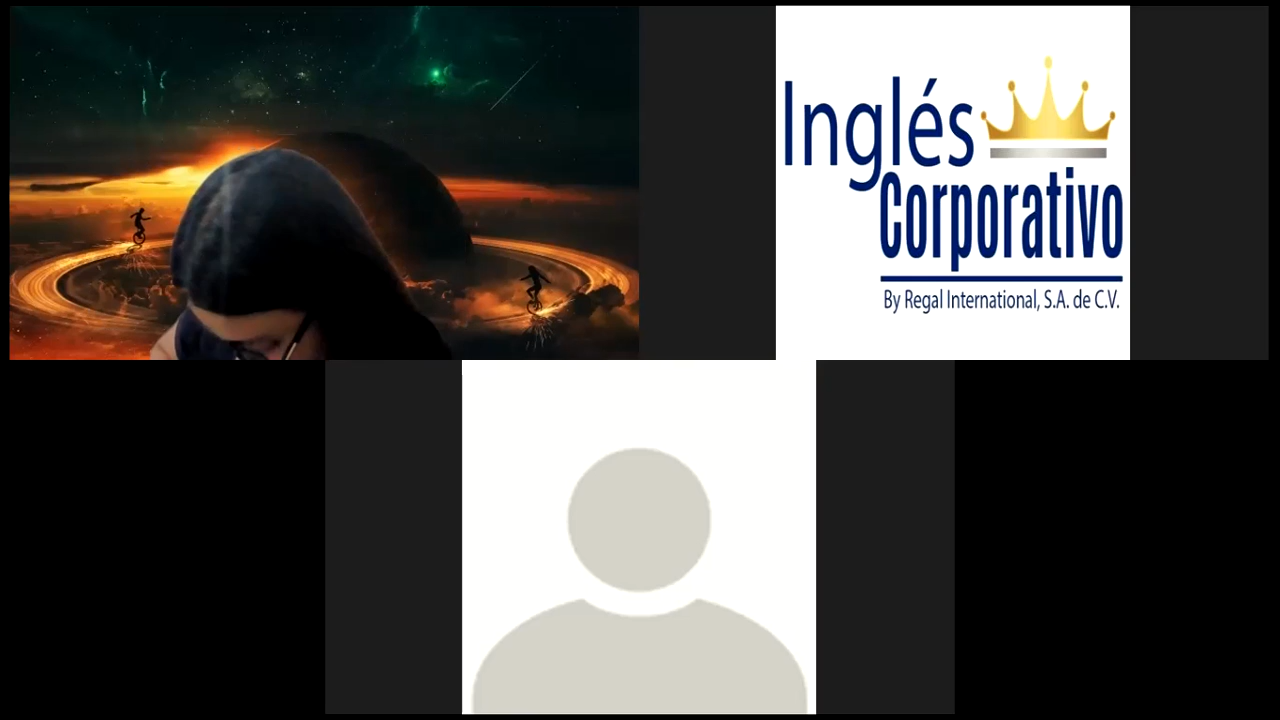 Inglés
Corporativo
By Regal International, S.A. de C.V.